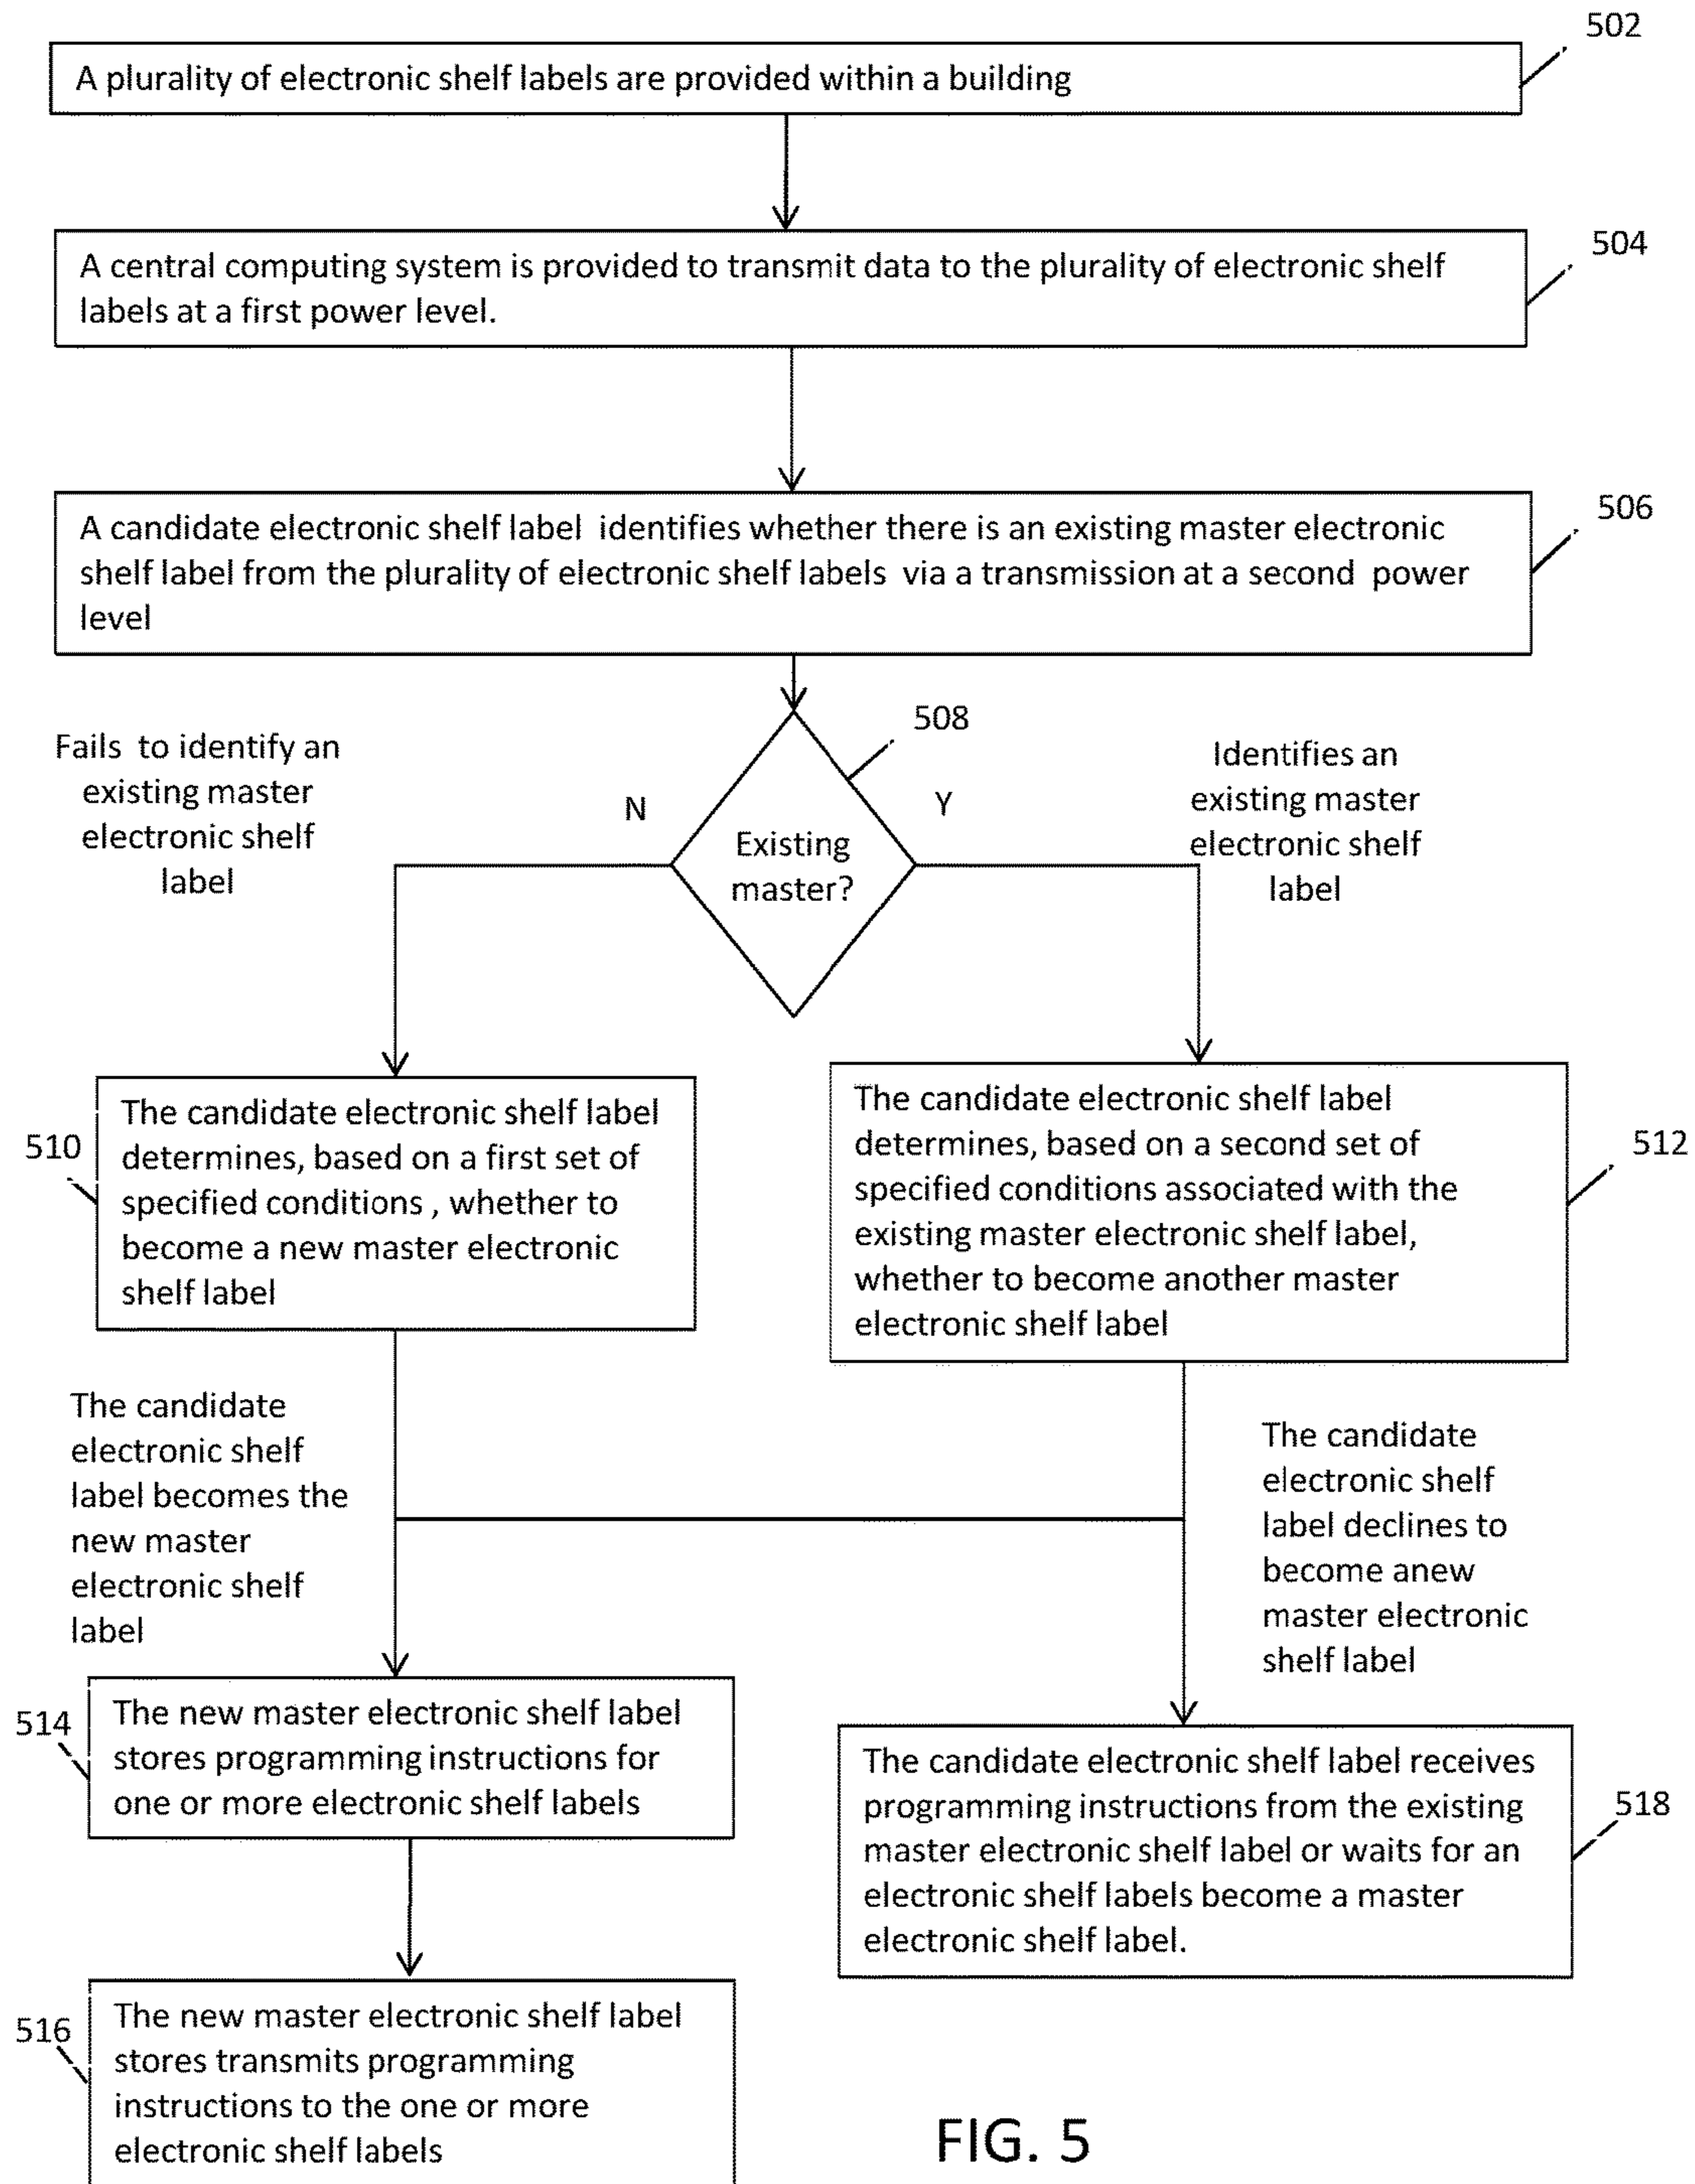 502
A plurality of electronic shelf labels are provided within a building
504
A central computing system is provided to transmit data to the plurality of electronic shelf
labels at a first power level.
506
A candidate electronic shelf label identifies whether there is an existing master electronic
shelf label from the plurality of electronic shelf labels via a transmission at a second power
level
508
Fails to identify an
existing master
electronic shelf
label
N
Existing
master?
Y
Identifies an
existing master
electronic shelf
label
510
The candidate electronic shelf label
determines, based on a first set of
specified conditions , whether to
become a new master electronic
shelf label
512
The candidate electronic shelf label
determines, based on a second set of
specified conditions associated with the
existing master electronic shelf label,
whether to become another master
electronic shelf label
The candidate
electronic shelf
label becomes the
new master
electronic shelf
label
The candidate
electronic shelf
label declines to
become anew
master electronic
shelf label
514
The new master electronic shelf label
stores programming instructions for
one or more electronic shelf labels
518
The candidate electronic shelf label receives
programming instructions from the existing
master electronic shelf label or waits for an
electronic shelf labels become a master
electronic shelf label.
516
The new master electronic shelf label
stores transmits programming
instructions to the one or more
electronic shelf labels
FIG. 5